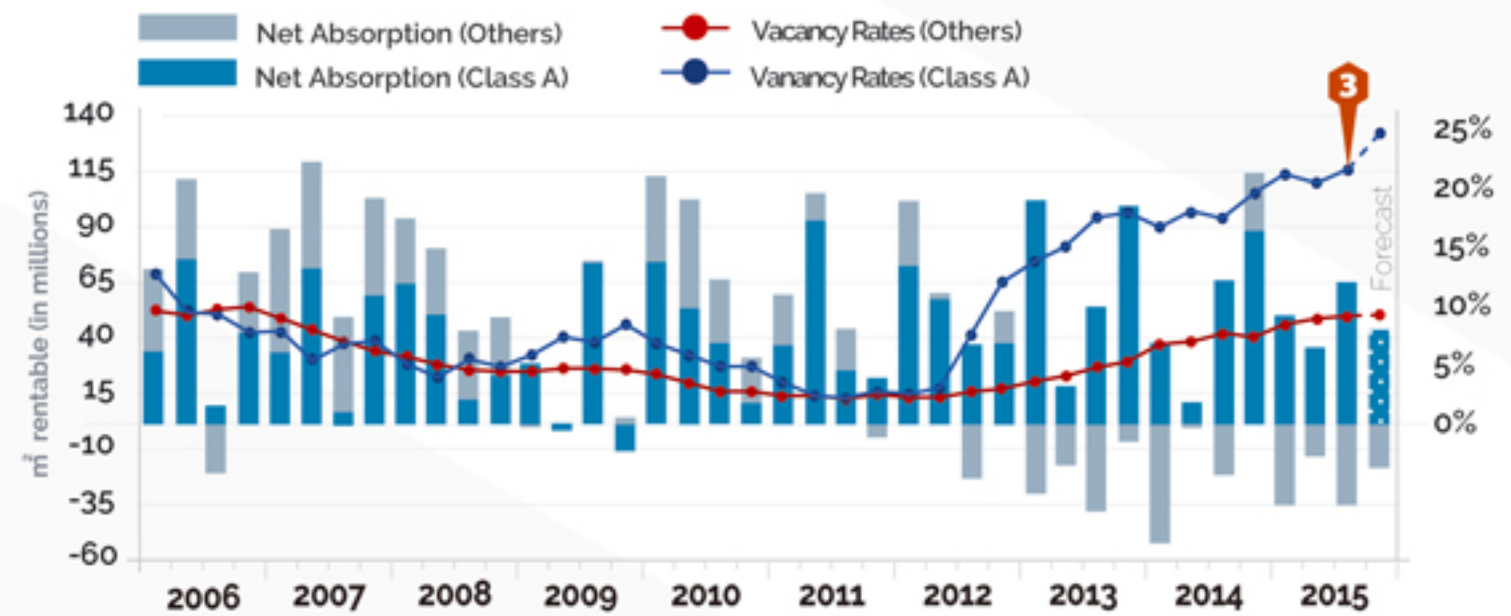 Net Absorption (Others)
Vacancy Rates (Others)
Net Absorption (Class A)
Vanancy Rates (Class A)
3
140
115
90
65
40
15
-10
-35
-60
m² rentable (in millions)
25%
20%
15%
10%
5%
0%
Forecast
2006 2007 2008 2009 2010 2011 2012 2013 2014 2015